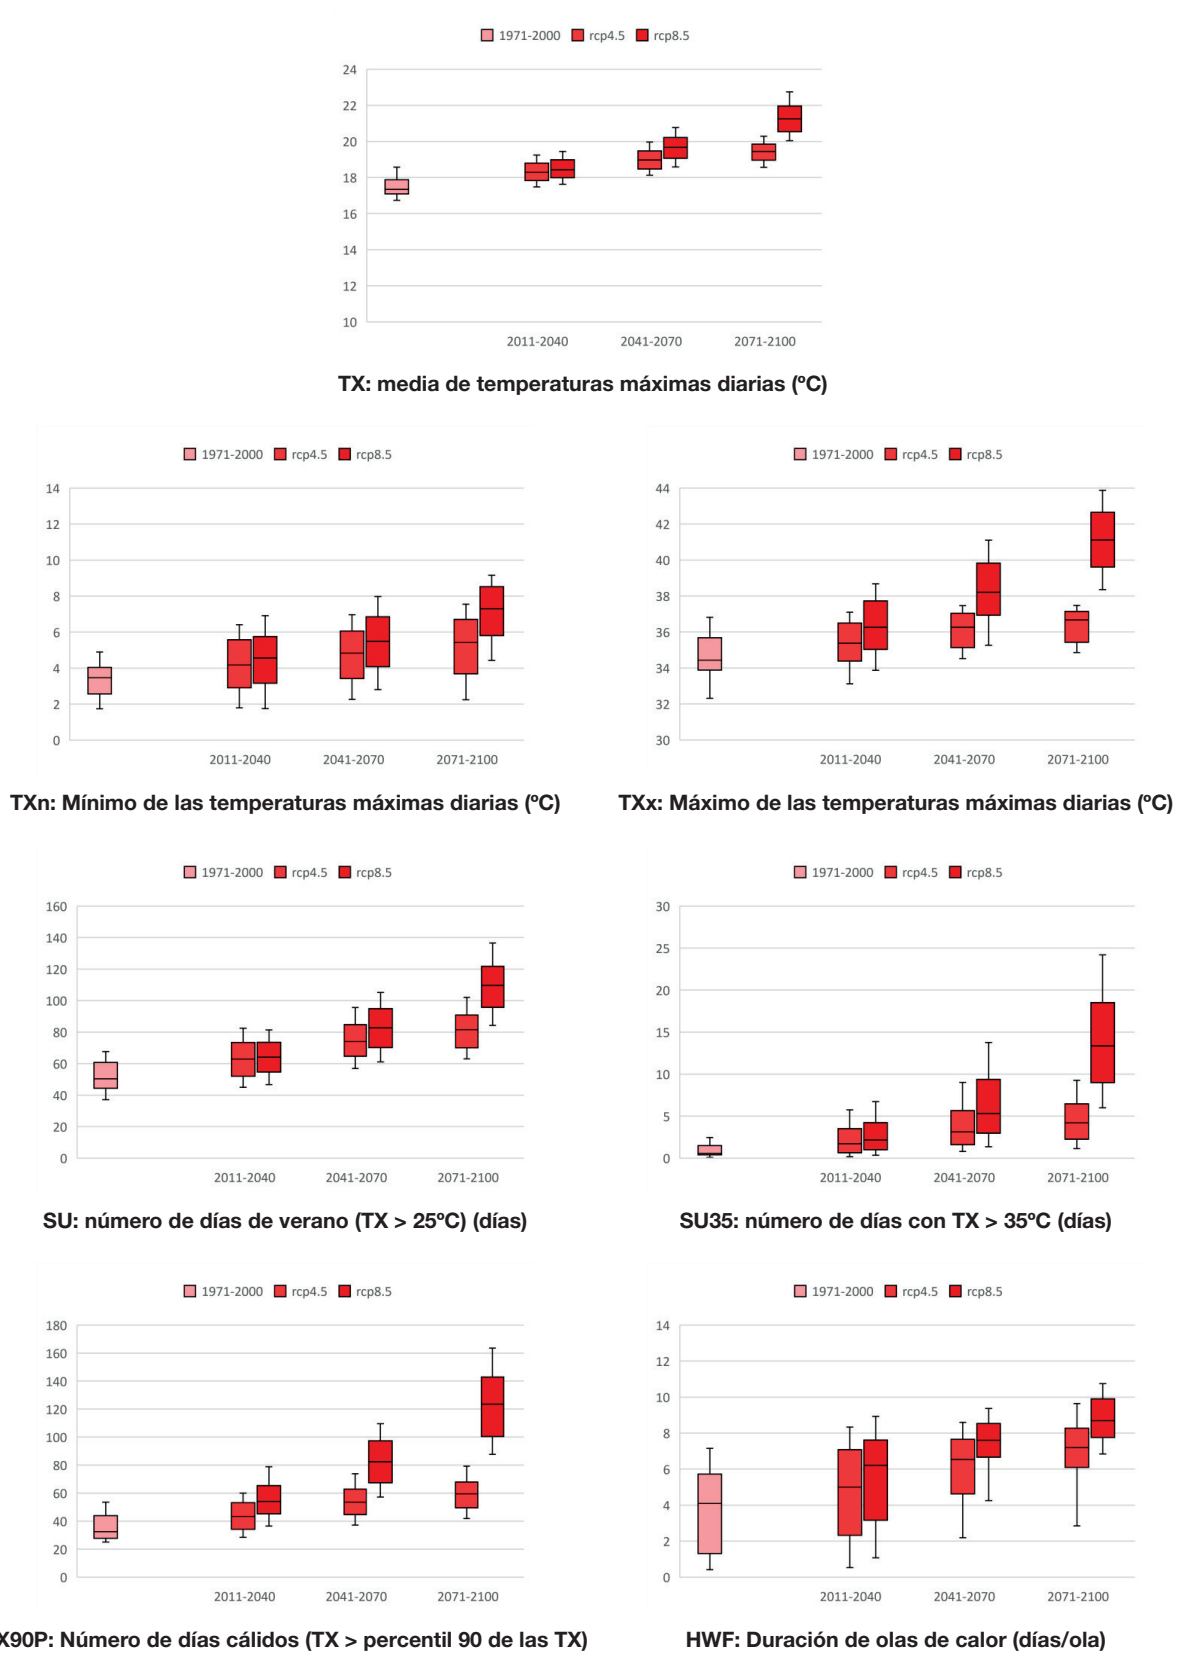 1971-2000 rcp4.5 rcp8.5
24
22
20
18
16
14
12
10
2011-2040 2041-2070 2071-2100
TX: media de temperaturas máximas diarias (ºC)
1971-2000 rcp4.5 rcp8.5
14
12
10
8
6
4
2
0
2011-2040 2041-2070 2071-2100
TXn: Mínimo de las temperaturas máximas diarias (ºC)
1971-2000 rcp4.5 rcp8.5
44
42
40
38
36
34
32
30
2011-2040 2041-2070 2071-2100
TXx: Máximo de las temperaturas máximas diarias (ºC)
1971-2000 rcp4.5 rcp8.5
160
140
120
100
80
60
40
20
0
2011-2040 2041-2070 2071-2100
SU: número de días de verano (TX > 25ºC) (días)
1971-2000 rcp4.5 rcp8.5
30
25
20
15
10
5
0
2011-2040 2041-2070 2071-2100
SU35: número de días con TX > 35ºC (días)
1971-2000 rcp4.5 rcp8.5
180
160
140
120
100
80
60
40
20
0
2011-2040 2041-2070 2071-2100
X90P: Número de días cálidos (TX > percentil 90 de las TX)
1971-2000 rcp4.5 rcp8.5
14
12
10
8
6
4
2
0
2011-2040 2041-2070 2071-2100
HWF: Duración de olas de calor (días/ola)